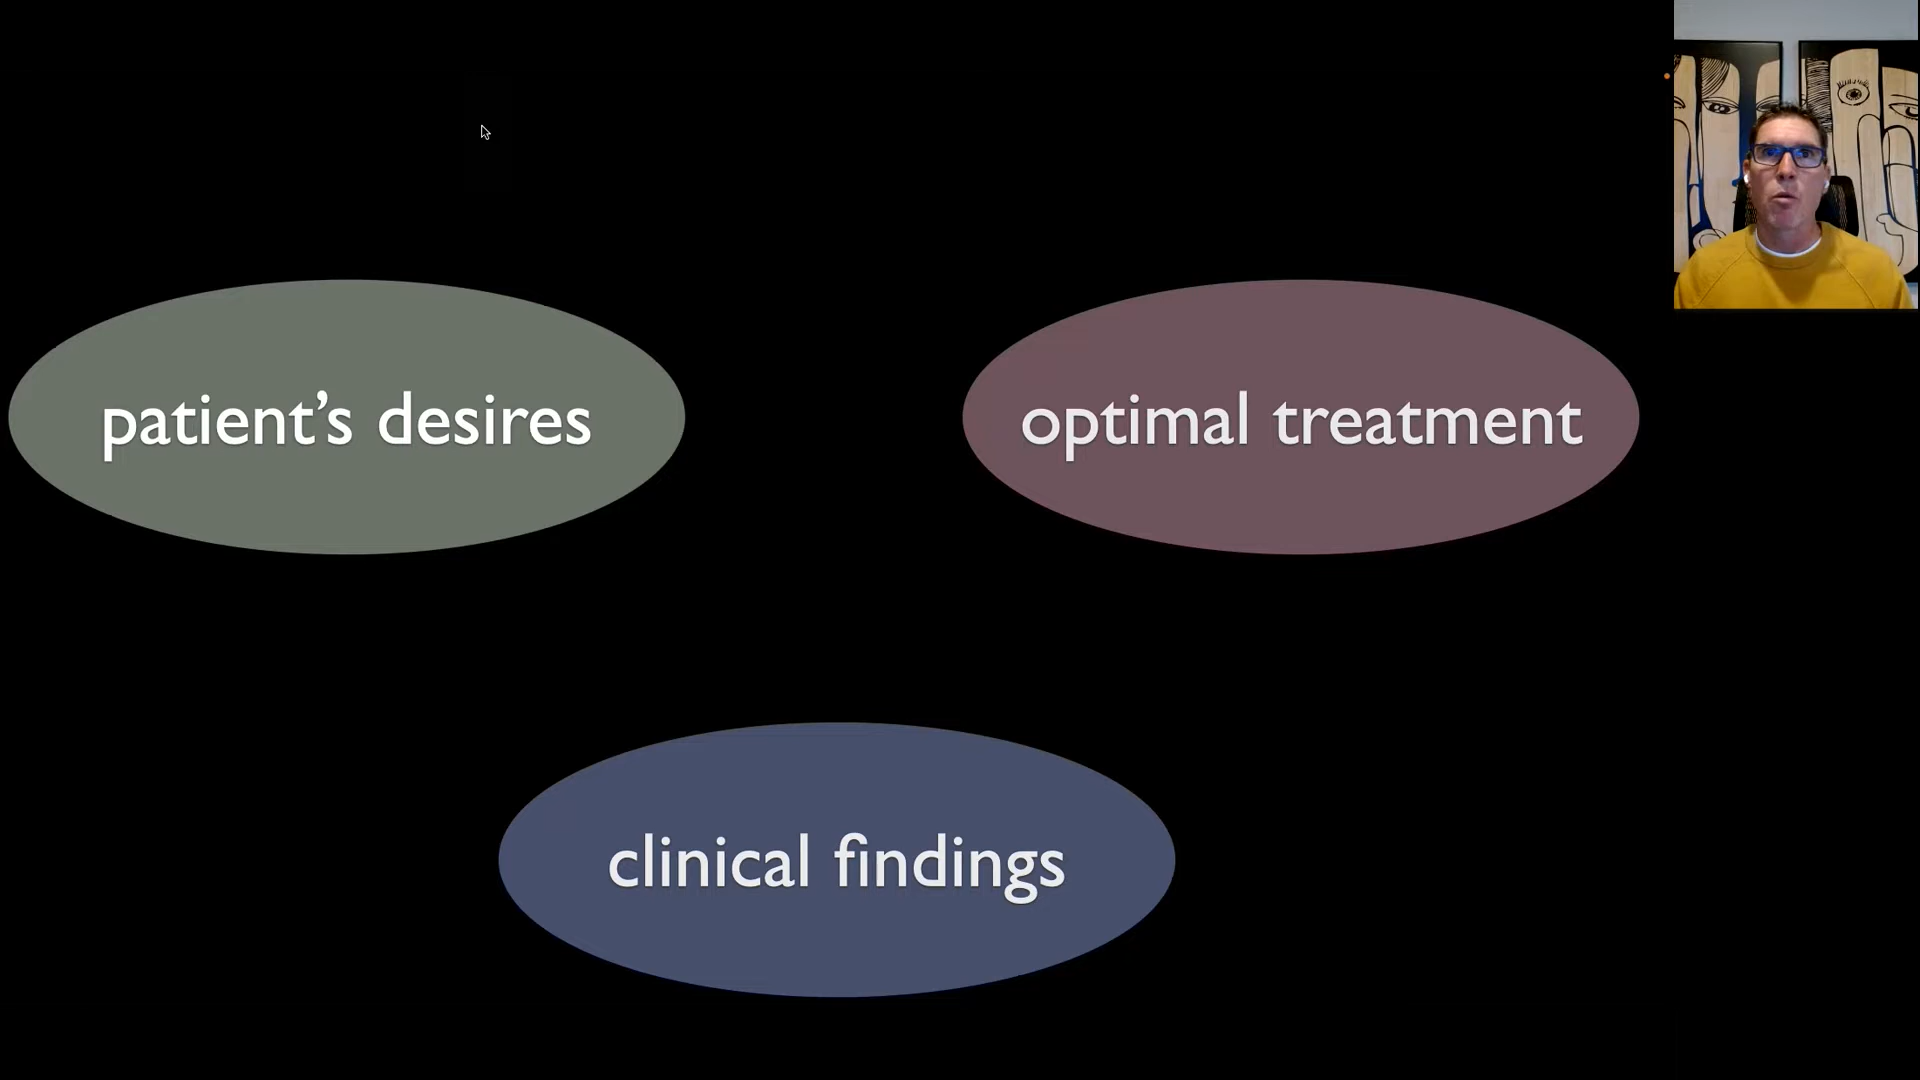 patient’s desires
optimal treatment
clinical findings